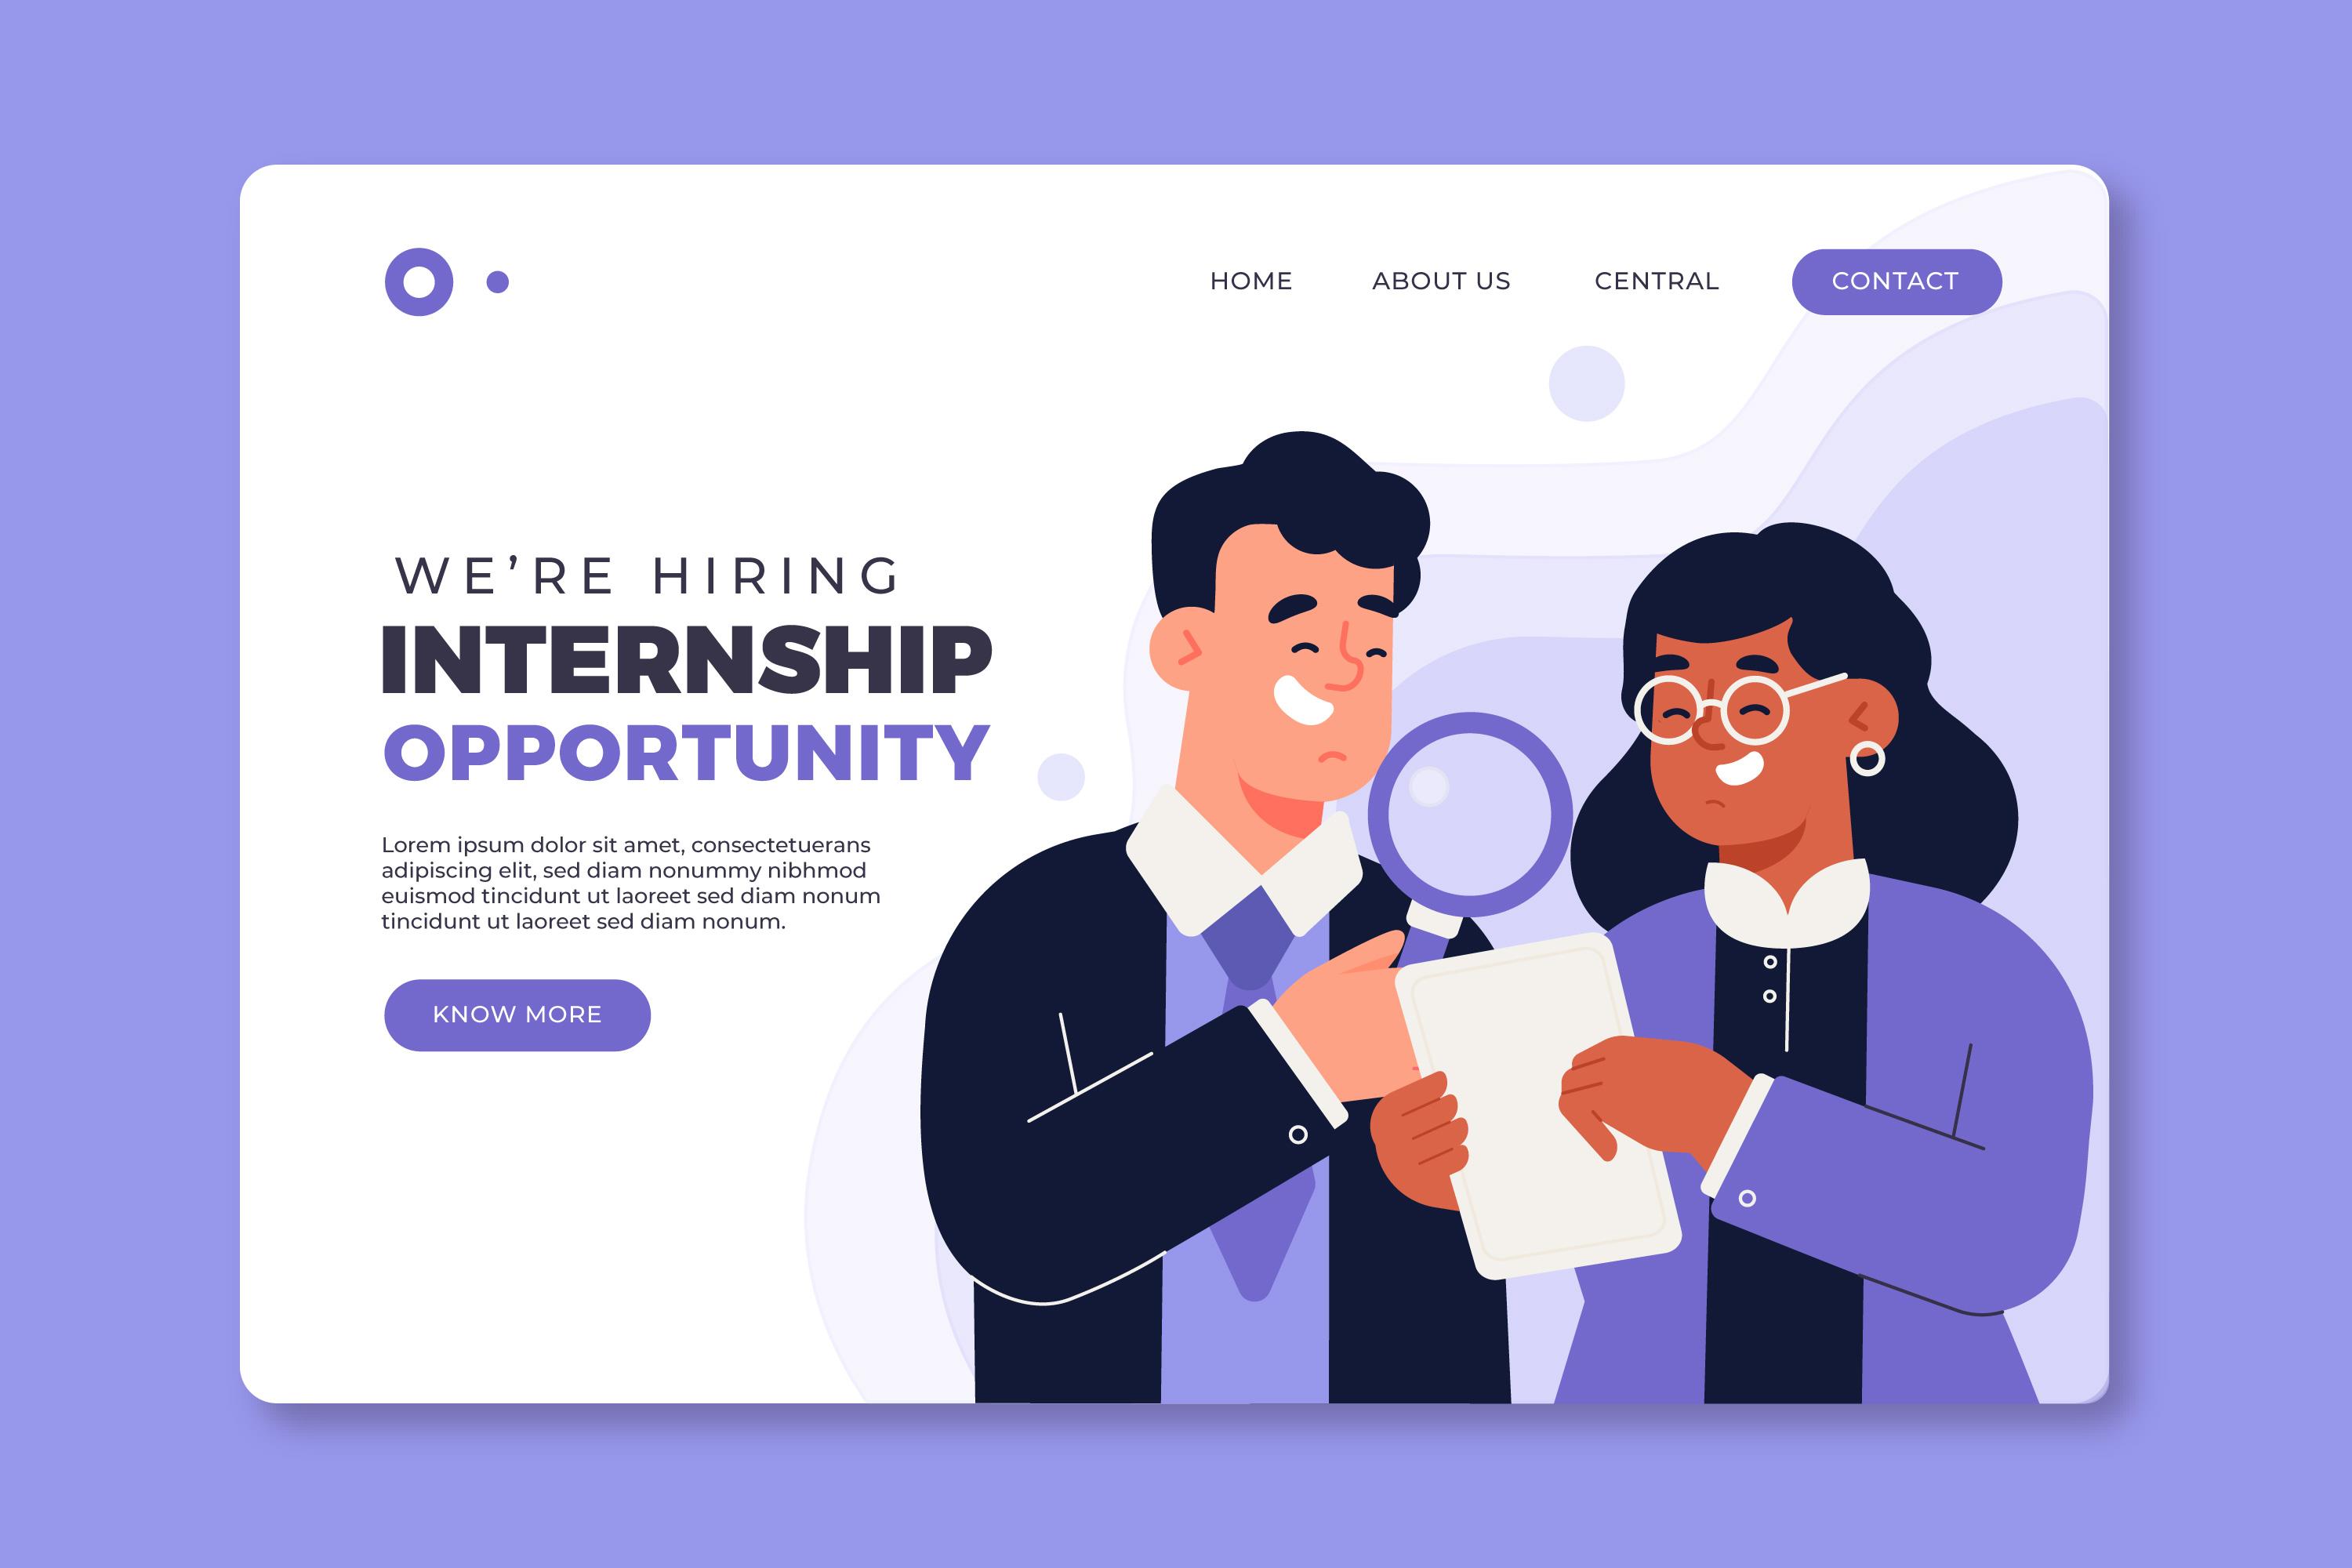 HOME
ABOUT US
CENTRAL
CONTACT
WE’RE HIRING
INTERNSHIP
OPPORTUNITY
Lorem ipsum dolor sit amet, consectetuerans
adipiscing elit, sed diam nonummy nibhmod
euismod tincidunt ut laoreet sed diam nonum
tincidunt ut laoreet sed diam nonum.
KNOW MORE